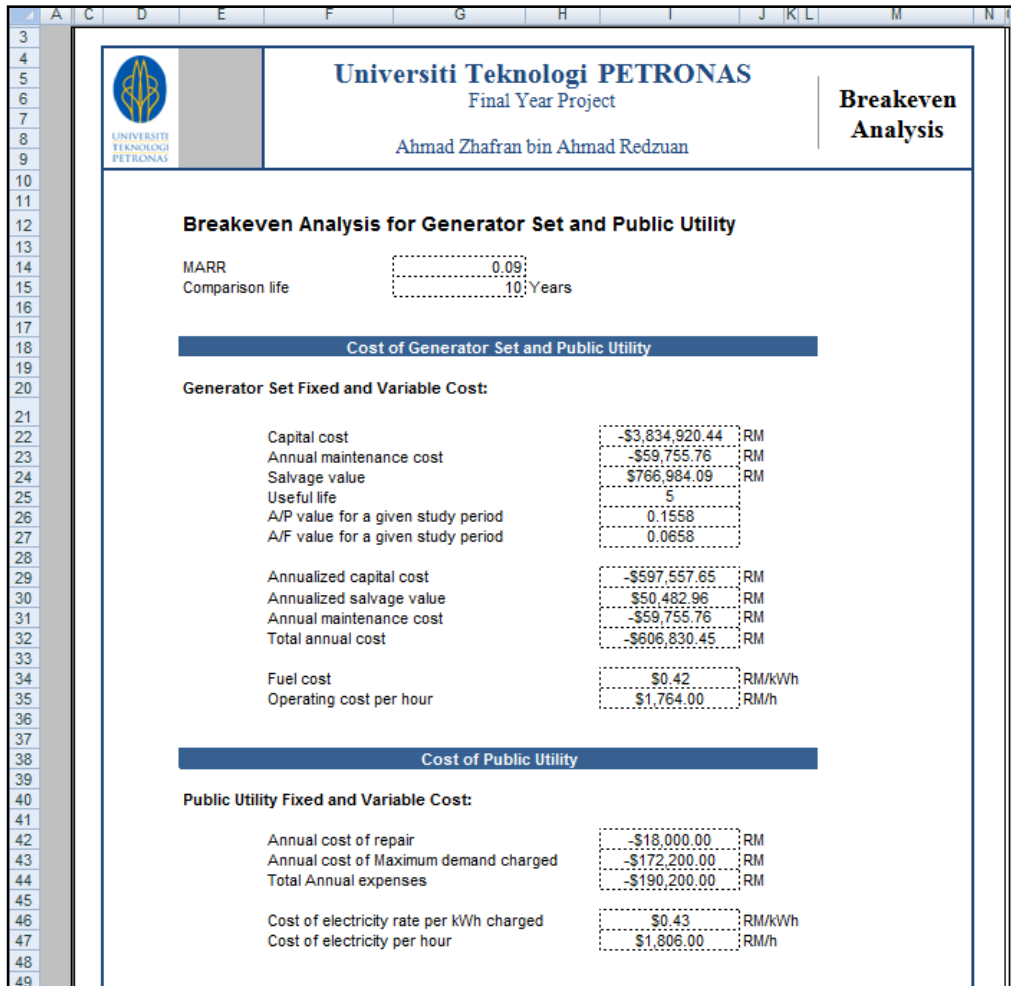 A C D E F G H I J K L M N
3
4
5
6
7
8
9
UNIVERSITI
TEKNOLOGI
PETRONAS
Universiti Teknologi PETRONAS
Final Year Project
Ahmad Zhafran bin Ahmad Redzuan
Breakeven
Analysis
10
11
12 Breakeven Analysis for Generator Set and Public Utility
13
14 MARR 0.09
15 Comparison life 10 Years
16
17
18 Cost of Generator Set and Public Utility
19
20 Generator Set Fixed and Variable Cost:
21
22 Capital cost -$3,834,920.44 RM
23 Annual maintenance cost -$59,755.76 RM
24 Salvage value $766,984.09 RM
25 Useful life 5
26 A/P value for a given study period 0.1558
27 A/F value for a given study period 0.0658
28
29 Annualized capital cost -$597,557.65 RM
30 Annualized salvage value $50,482.96 RM
31 Annual maintenance cost -$59,755.76 RM
32 Total annual cost -$606,830.45 RM
33
34 Fuel cost $0.42 RM/kWh
35 Operating cost per hour $1,764.00 RM/h
36
37
38 Cost of Public Utility
39
40 Public Utility Fixed and Variable Cost:
41
42 Annual cost of repair -$18,000.00 RM
43 Annual cost of Maximum demand charged -$172,200.00 RM
44 Total Annual expenses -$190,200.00 RM
45
46 Cost of electricity rate per kWh charged $0.43 RM/kWh
47 Cost of electricity per hour $1,806.00 RM/h
48
49